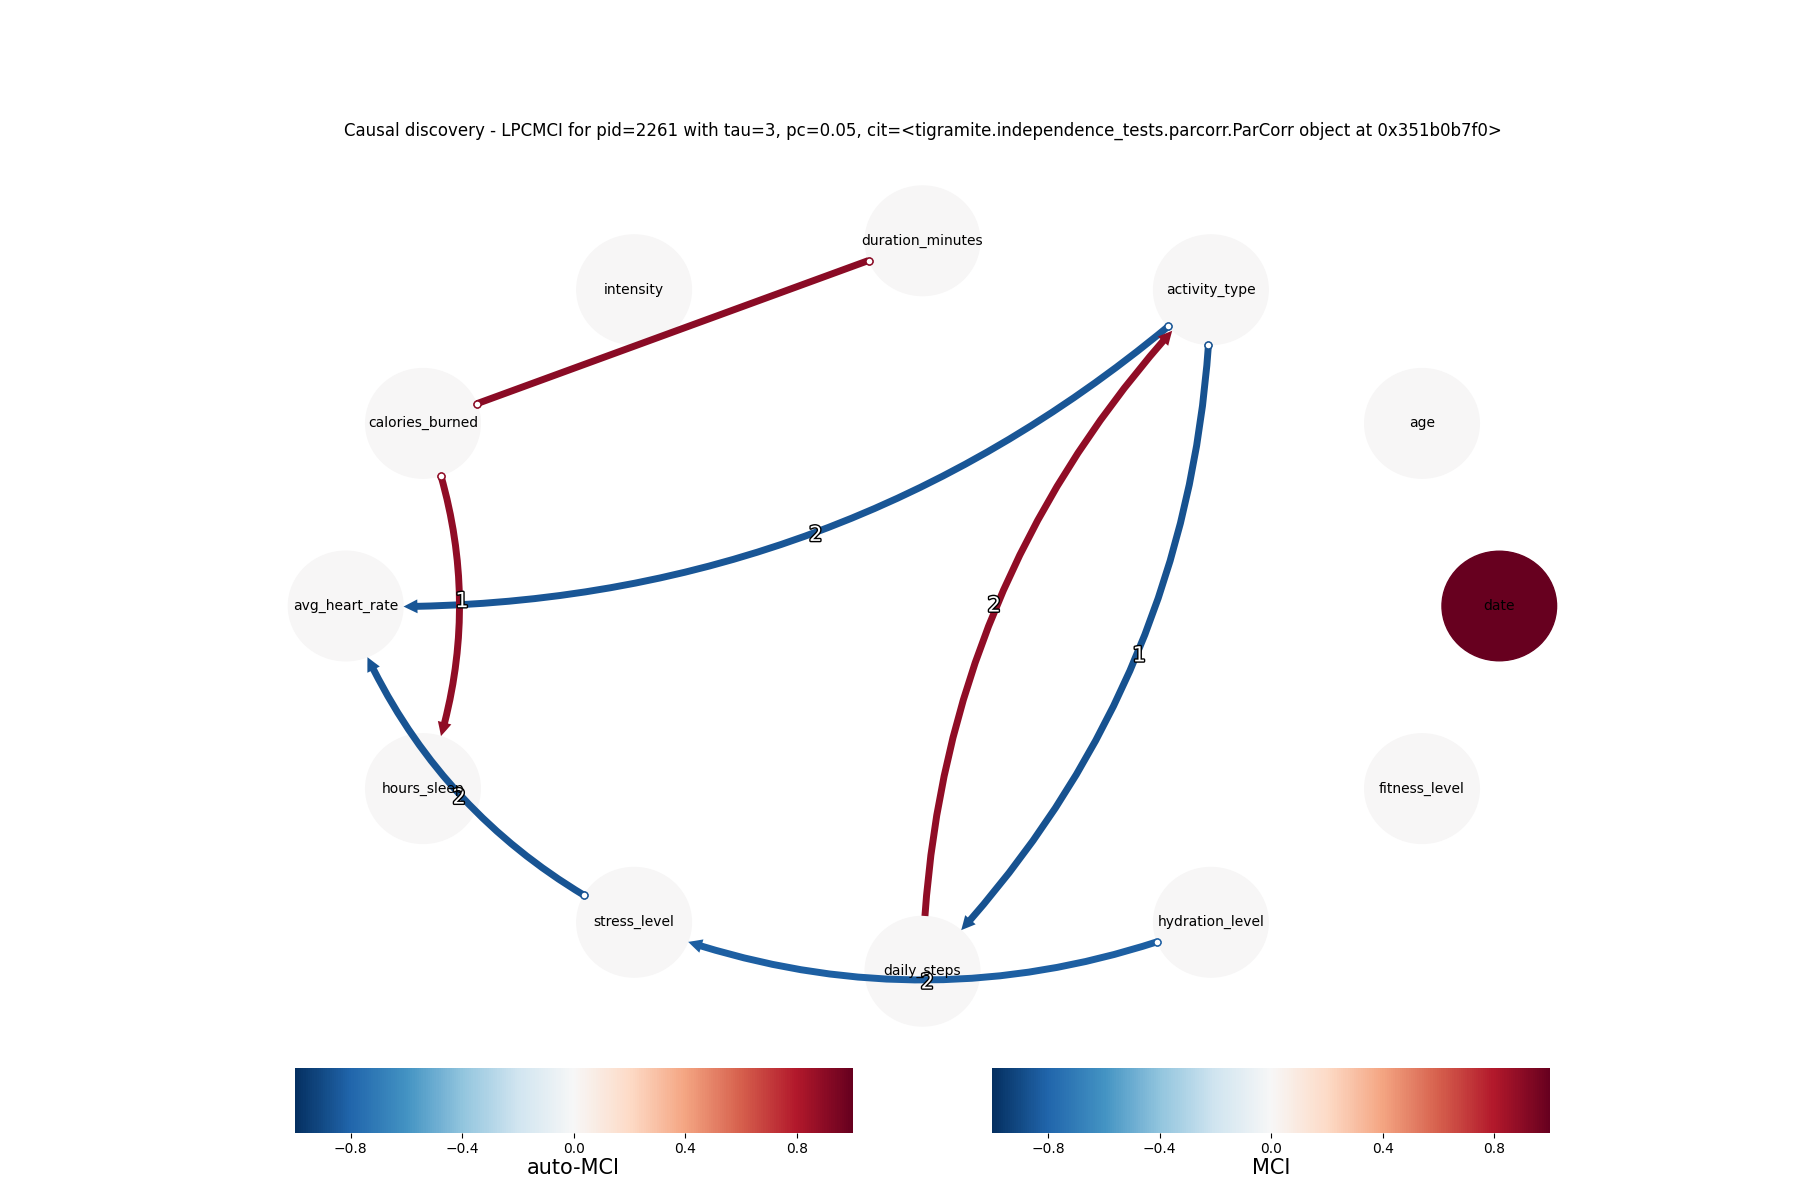 Causal discovery - LPCMCI for pid=2261 with tau=3, pc=0.05, cit=<tigramite.independence_tests.parcorr.ParCorr object at 0x351b0b7f0>
duration_minutes
intensity
activity_type
calories_burned
age
2
avg_heart_rate
1
2
date
1
hours_sleep
2
fitness_level
stress_level
hydration_level
daily_steps
2
−0.8
−0.4
0.0
0.4
0.8
−0.8
−0.4
0.0
0.4
0.8
auto-MCI
MCI